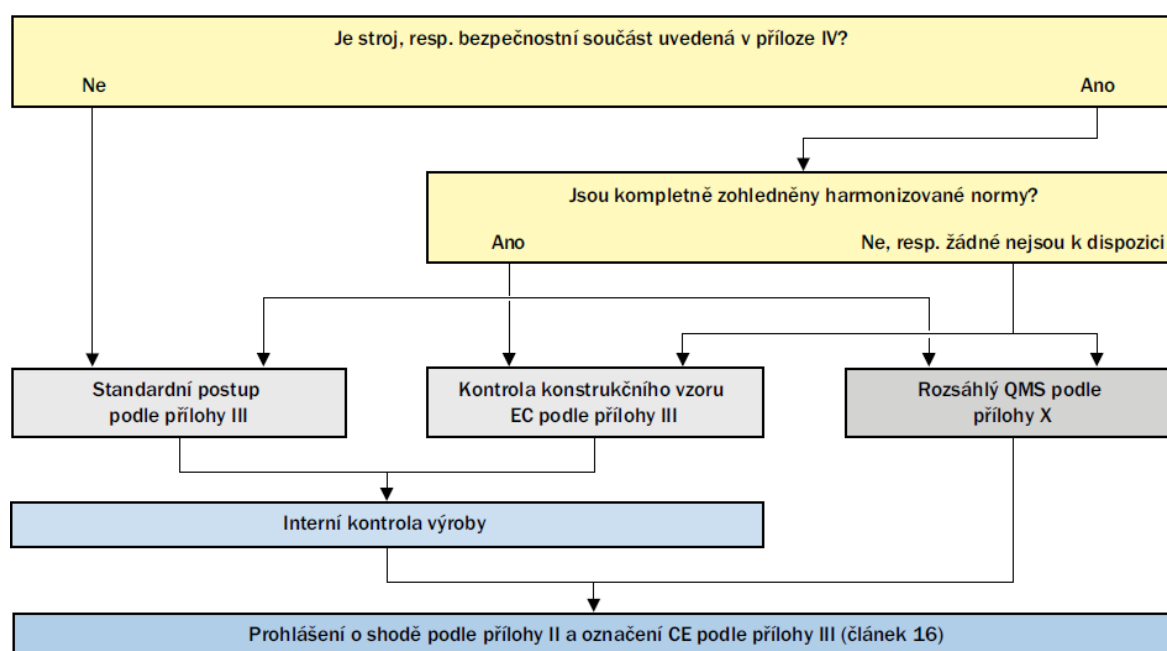 Je stroj, resp. bezpečnostní součást uvedená v příloze IV?
Ne
Ano
Jsou kompletně zohledněny harmonizované normy?
Ano
Ne, resp. žádné nejsou k dispozici
Standardní postup
podle přílohy III
Kontrola konstrukčního vzoru
EC podle přílohy III
Rozsáhlý QMS podle
přílohy X
Interní kontrola výroby
Prohlášení o shodě podle přílohy II a označení CE podle přílohy III (článek 16)